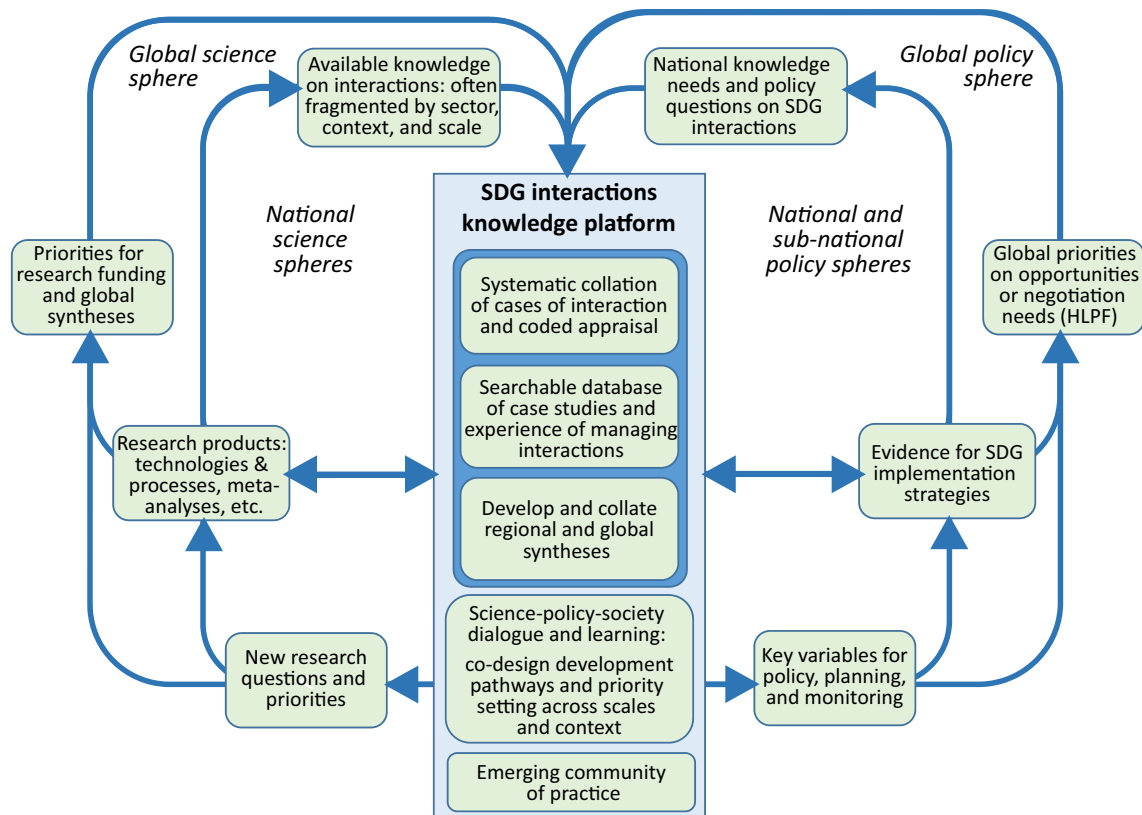 Global science
sphere
Available knowledge
on interactions: often
fragmented by sector,
context, and scale
National knowledge
needs and policy
questions on SDG
interactions
Global policy
sphere
SDG interactions
knowledge platform
National
science
spheres
National and
sub-national
policy spheres
Priorities for
research funding
and global
syntheses
Global priorities
on opportunities
or negotiation
needs (HLPF)
Systematic collation
of cases of interaction
and coded appraisal
Searchable database
of case studies and
experience of managing
interactions
Develop and collate
regional and global
syntheses
Research products:
technologies &
processes, meta-
analyses, etc.
Evidence for SDG
implementation
strategies
Science-policy-society
dialogue and learning:
co-design development
pathways and priority
setting across scales
and context
New research
questions and
priorities
Key variables for
policy, planning,
and monitoring
Emerging community
of practice